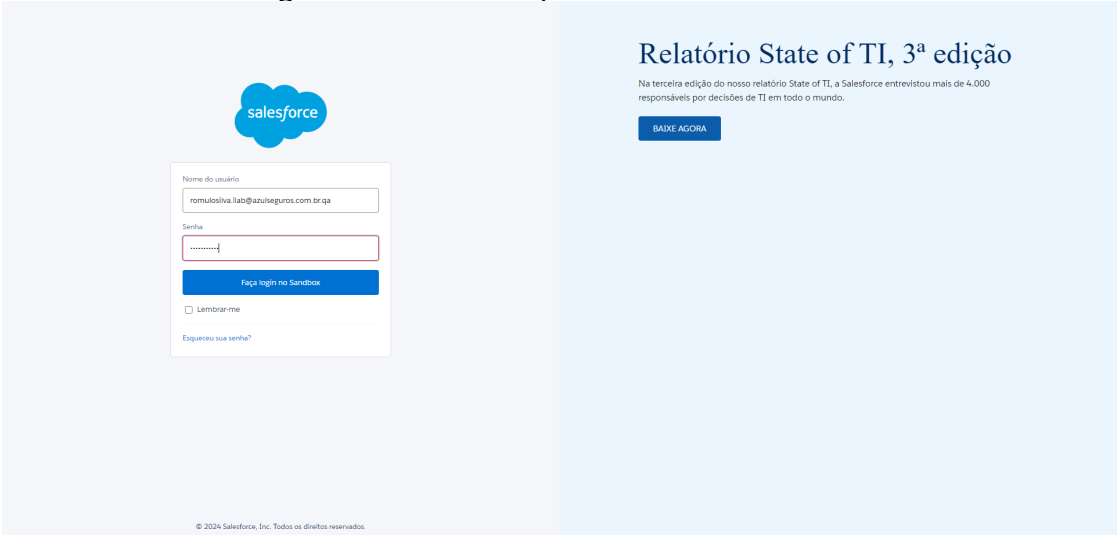 salesforce
Nome do usuário
romulosilva.liab@azulseguros.com.br.qa
Senha
Faça login no Sandbox
Lembrar-me
Esqueceu sua senha?
© 2024 Salesforce, Inc. Todos os direitos reservados.
Relatório State of TI, 3ª edição
Na terceira edição do nosso relatório State of TI, a Salesforce entrevistou mais de 4.000
responsáveis por decisões de TI em todo o mundo.
BAIXE AGORA